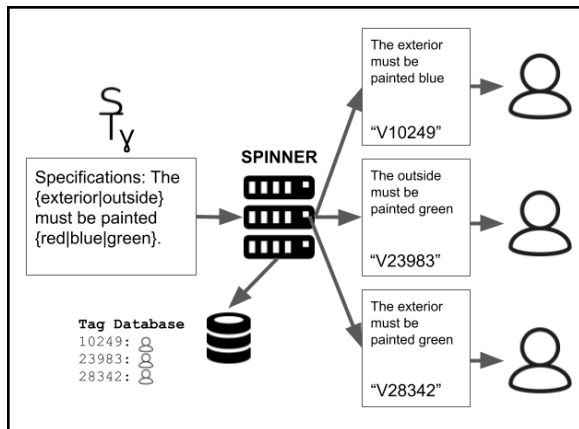 S
Tγ
Specifications: The
{exterior|outside}
must be painted
{red|blue|green}.
SPINNER
Tag Database
10249:
23983:
28342:
The exterior
must be
painted blue
“V10249”
The outside
must be
painted green
“V23983”
The exterior
must be
painted green
“V28342”